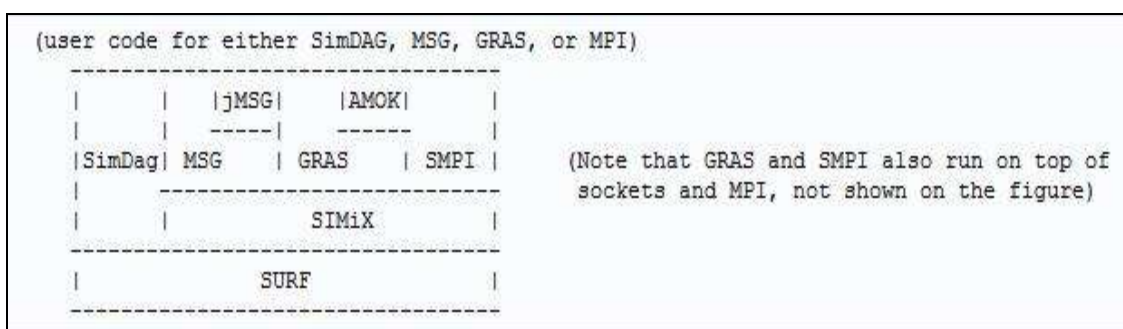 (user code for either SimDAG, MSG, GRAS, or MPI)
---------------------------------
|      |   |jMSG|     |AMOK|      |
|      |   -----|     ------      |
|SimDag| MSG    | GRAS     | SMPI |     (Note that GRAS and SMPI also run on top of
|      --------------------------        sockets and MPI, not shown on the figure)
|      |           SIMiX          |
---------------------------------
|             SURF                |
---------------------------------